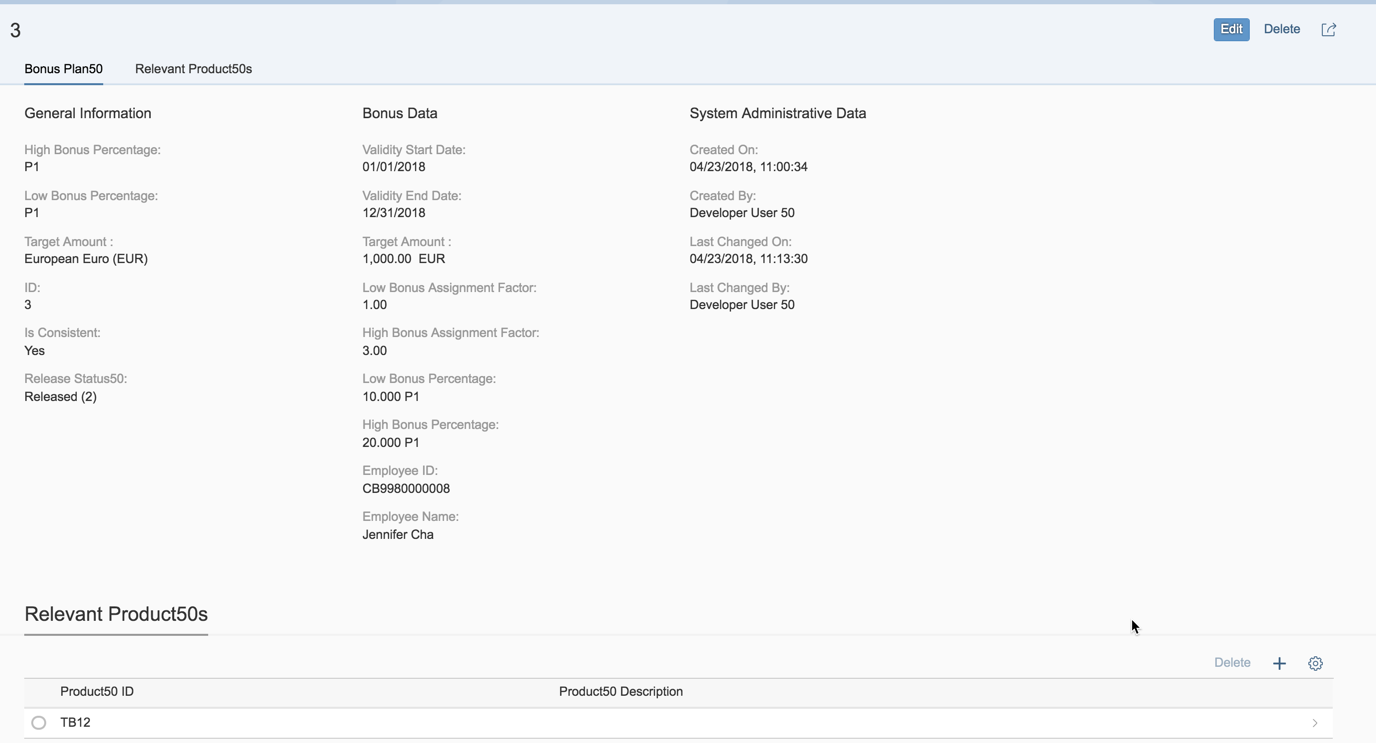 3
Edit
Delete
Bonus Plan50
Relevant Product50s
General Information
High Bonus Percentage:
P1
Low Bonus Percentage:
P1
Target Amount :
European Euro (EUR)
ID:
3
Is Consistent:
Yes
Release Status50:
Released (2)
Bonus Data
Validity Start Date:
01/01/2018
Validity End Date:
12/31/2018
Target Amount :
1,000.00 EUR
Low Bonus Assignment Factor:
1.00
High Bonus Assignment Factor:
3.00
Low Bonus Percentage:
10.000 P1
High Bonus Percentage:
20.000 P1
Employee ID:
CB9980000008
Employee Name:
Jennifer Cha
System Administrative Data
Created On:
04/23/2018, 11:00:34
Created By:
Developer User 50
Last Changed On:
04/23/2018, 11:13:30
Last Changed By:
Developer User 50
Relevant Product50s
Delete
Product50 ID
Product50 Description
TB12